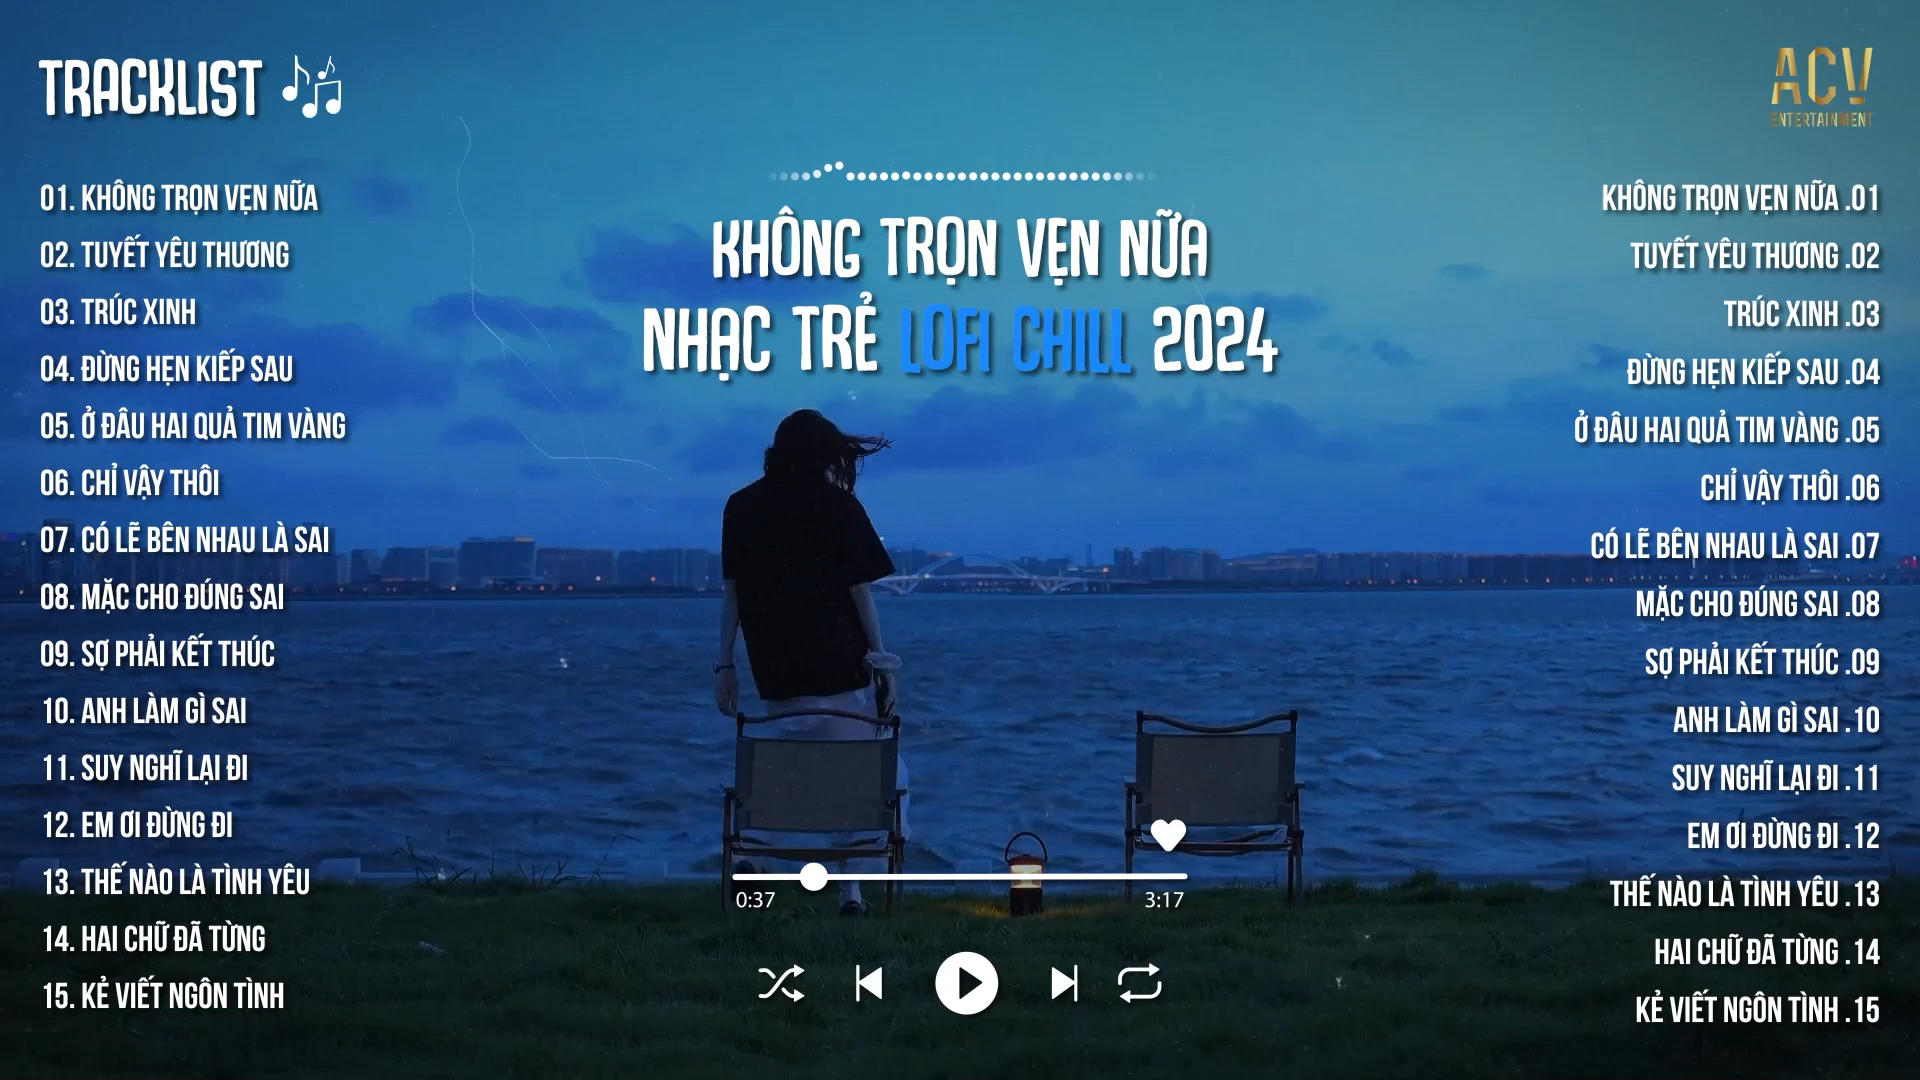 TRACKLIST
ACV
ENTERTAINMENT
KHÔNG TRỌN VẸN NỮA
NHẠC TRẺ LOFI CHILL 2024
01. KHÔNG TRỌN VẸN NỮA
02. TUYẾT YÊU THƯƠNG
03. TRÚC XINH
04. ĐỪNG HẸN KIẾP SAU
05. Ở ĐÂU HAI QUẢ TIM VÀNG
06. CHỈ VẬY THÔI
07. CÓ LẼ BÊN NHAU LÀ SAI
08. MẶC CHO ĐÚNG SAI
09. SỢ PHẢI KẾT THÚC
10. ANH LÀM GÌ SAI
11. SUY NGHĨ LẠI ĐI
12. EM ƠI ĐỪNG ĐI
13. THẾ NÀO LÀ TÌNH YÊU
14. HAI CHỮ ĐÃ TỪNG
15. KẺ VIẾT NGÔN TÌNH
KHÔNG TRỌN VẸN NỮA .01
TUYẾT YÊU THƯƠNG .02
TRÚC XINH .03
ĐỪNG HẸN KIẾP SAU .04
Ở ĐÂU HAI QUẢ TIM VÀNG .05
CHỈ VẬY THÔI .06
CÓ LẼ BÊN NHAU LÀ SAI .07
MẶC CHO ĐÚNG SAI .08
SỢ PHẢI KẾT THÚC .09
ANH LÀM GÌ SAI .10
SUY NGHĨ LẠI ĐI .11
EM ƠI ĐỪNG ĐI .12
THẾ NÀO LÀ TÌNH YÊU .13
HAI CHỮ ĐÃ TỪNG .14
KẺ VIẾT NGÔN TÌNH .15
0:37
3:17